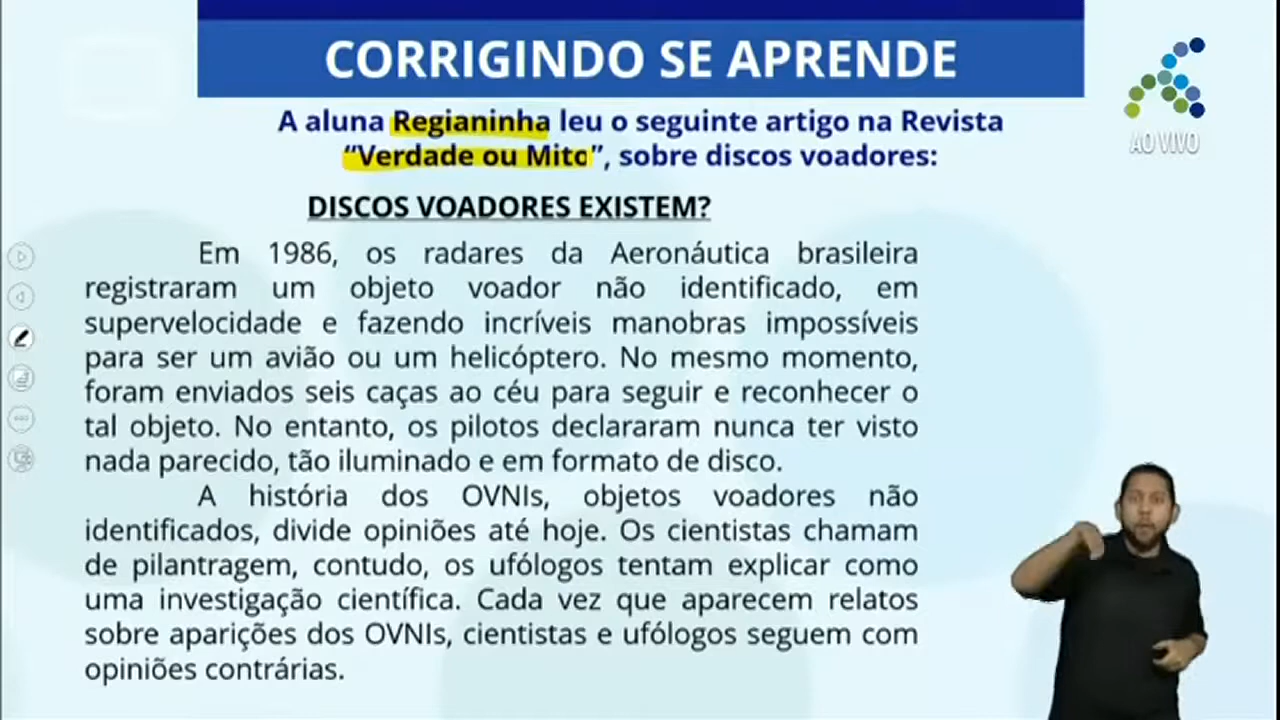 CORRIGINDO SE APRENDE
A aluna Regianinha leu o seguinte artigo na Revista
“Verdade ou Mito”, sobre discos voadores:
AO VIVO
DISCOS VOADORES EXISTEM?
Em 1986, os radares da Aeronáutica brasileira
registraram um objeto voador não identificado, em
supervelocidade e fazendo incríveis manobras impossíveis
para ser um avião ou um helicóptero. No mesmo momento,
foram enviados seis caças ao céu para seguir e reconhecer o
tal objeto. No entanto, os pilotos declararam nunca ter visto
nada parecido, tão iluminado e em formato de disco.
A história dos OVNIs, objetos voadores não
identificados, divide opiniões até hoje. Os cientistas chamam
de pilantragem, contudo, os ufólogos tentam explicar como
uma investigação científica. Cada vez que aparecem relatos
sobre aparições dos OVNIs, cientistas e ufólogos seguem com
opiniões contrárias.